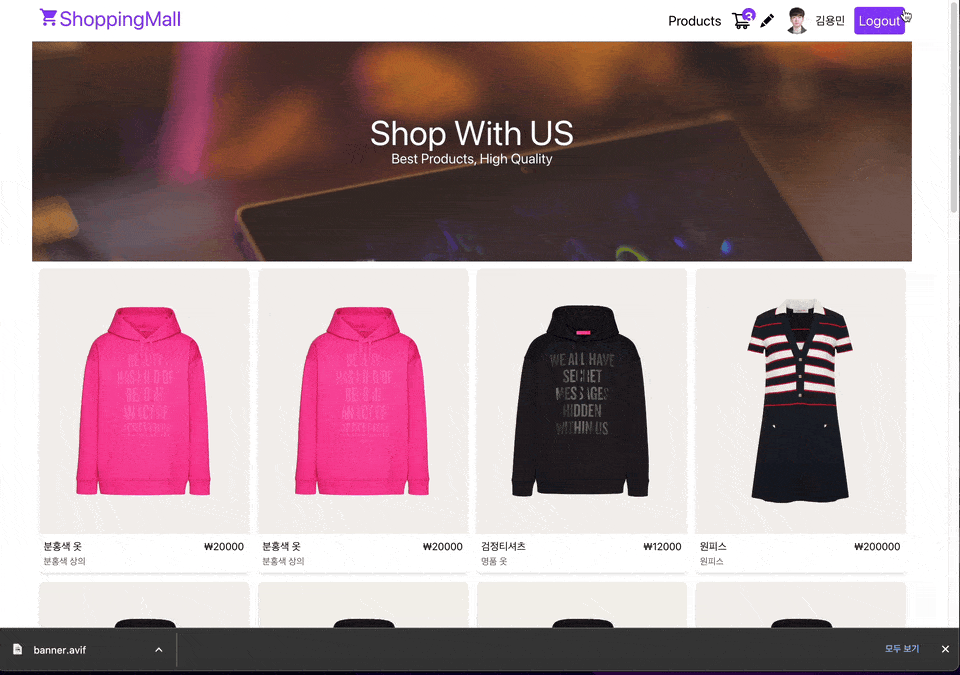 ShoppingMall
Products
3
김용민
Logout
Shop With US
Best Products, High Quality
WE ALL HAVE
SECRET
MESSAGES
HIDDEN
WITHIN US
분홍색 옷 ₩20000
분홍색 상의
분홍색 옷 ₩20000
분홍색 상의
검정티셔츠 ₩12000
명품 옷
원피스 ₩200000
원피스
banner.avif
모두 보기